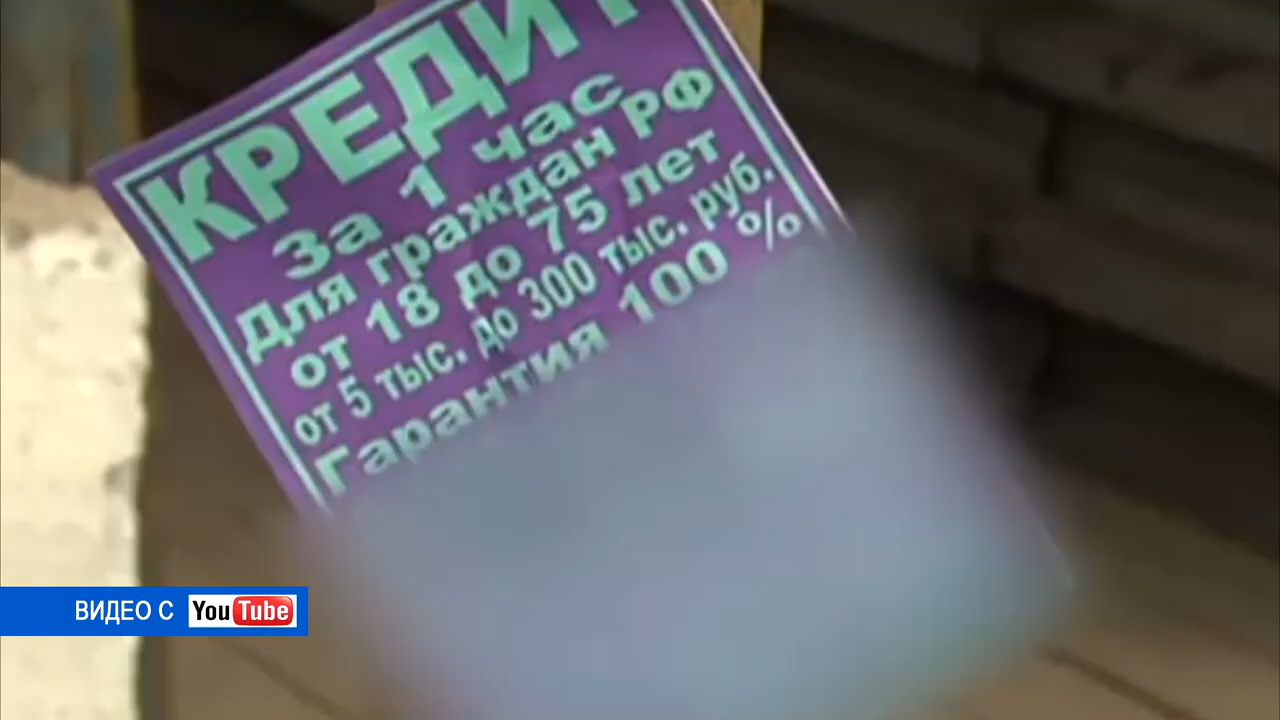 КРЕДИТ
за 1 час
Для граждан РФ
от 18 до 75 лет
от 5 тыс. до 300 тыс. руб.
Гарантия 100 %
ВИДЕО С YouTube